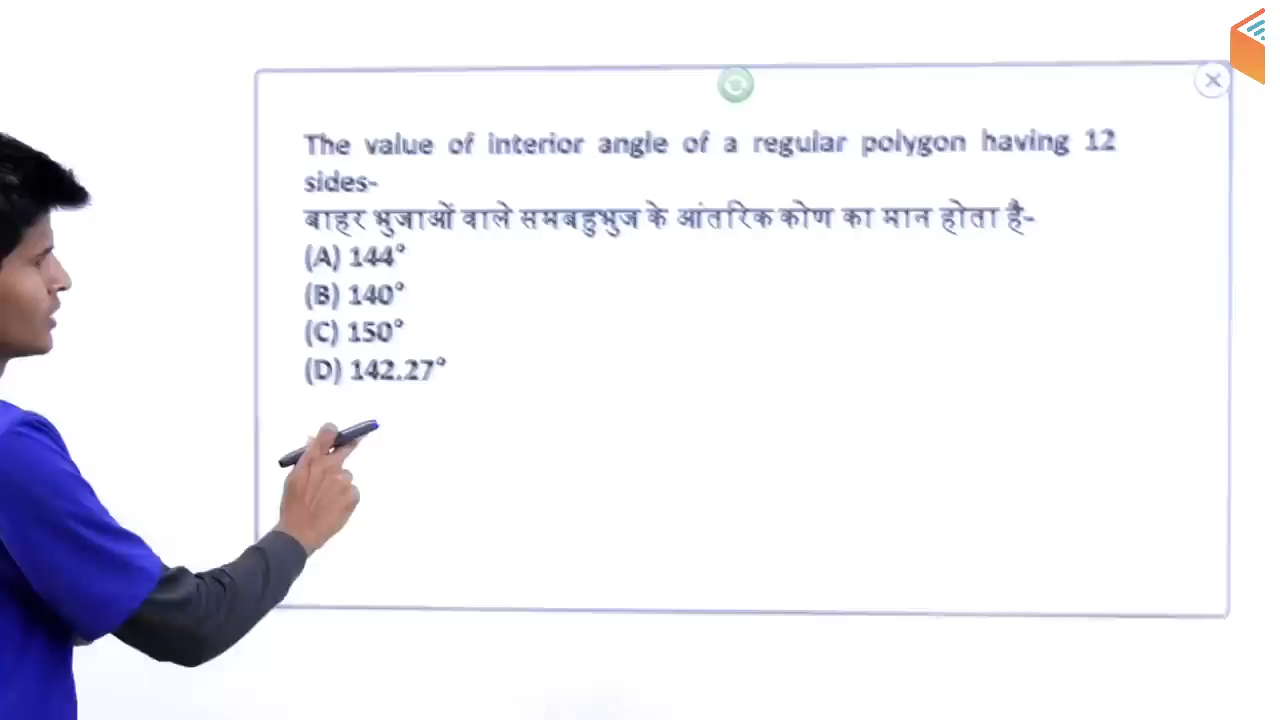 The value of interior angle of a regular polygon having 12
sides-
बाहर भुजाओं वाले समबहुभुज के आंतरिक कोण का मान होता है-
(A) 144°
(B) 140°
(C) 150°
(D) 142.27°